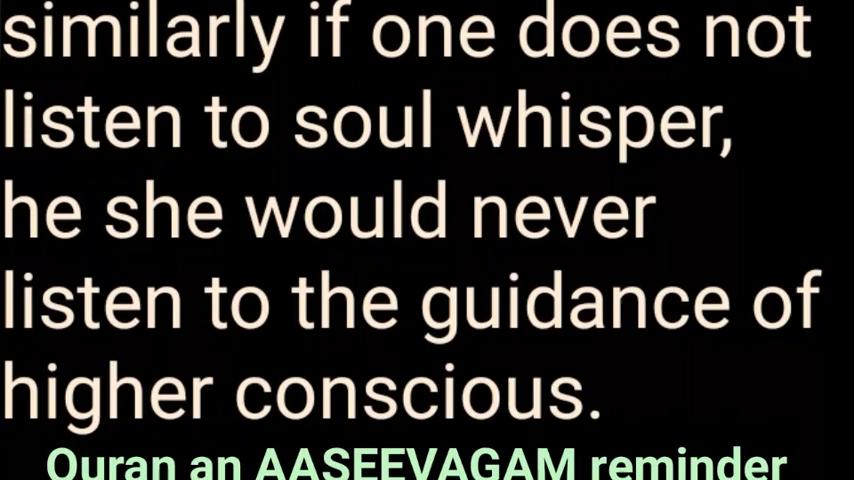 similarly if one does not
listen to soul whisper,
he she would never
listen to the guidance of
higher conscious.
Quran an AASEEVAGAM reminder